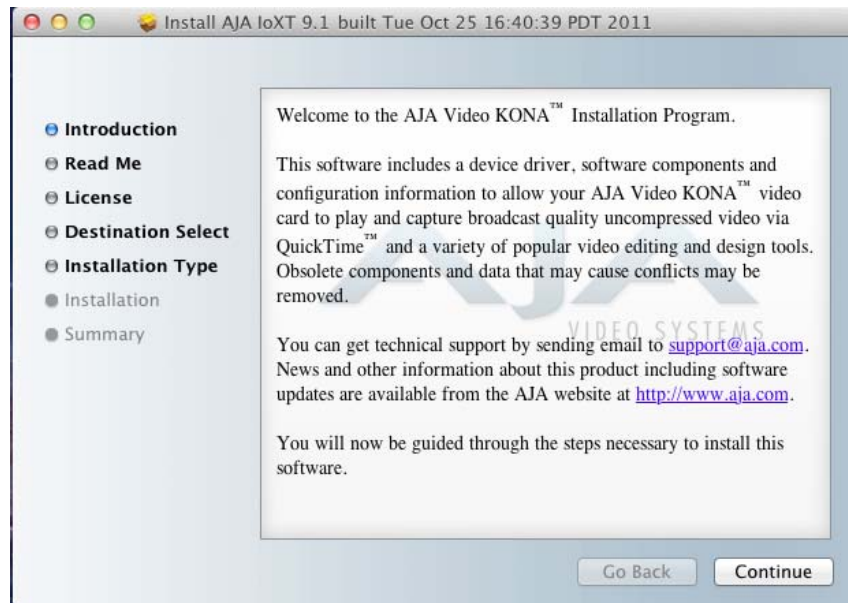 Install AJA IoXT 9.1 built Tue Oct 25 16:40:39 PDT 2011
Introduction
Read Me
License
Destination Select
Installation Type
Installation
Summary
Welcome to the AJA Video KONA™ Installation Program.
This software includes a device driver, software components and
configuration information to allow your AJA Video KONA™ video
card to play and capture broadcast quality uncompressed video via
QuickTime™ and a variety of popular video editing and design tools.
Obsolete components and data that may cause conflicts may be
removed.
You can get technical support by sending email to support@aja.com.
News and other information about this product including software
updates are available from the AJA website at http://www.aja.com.
You will now be guided through the steps necessary to install this
software.
AJA
VIDEO SYSTEMS
Go Back
Continue